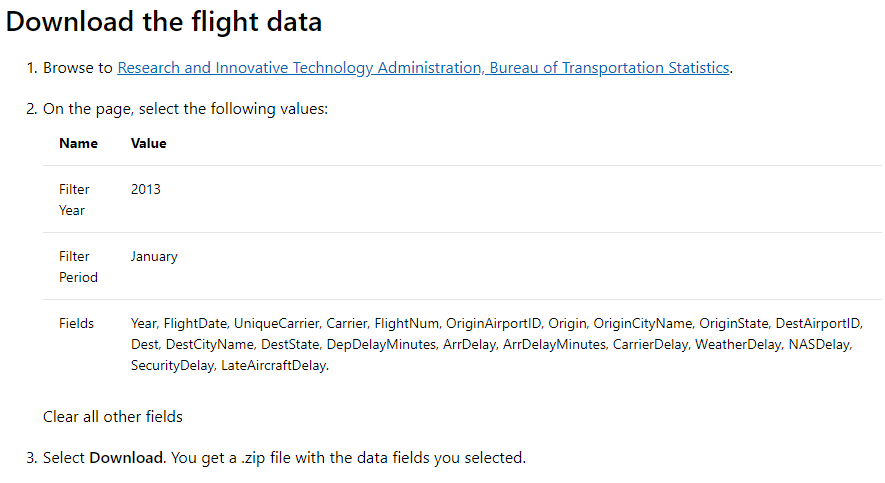 Download the flight data
1. Browse to Research and Innovative Technology Administration, Bureau of Transportation Statistics.
2. On the page, select the following values:
Name Value
Filter Year 2013
Filter Period January
Fields Year, FlightDate, UniqueCarrier, Carrier, FlightNum, OriginAirportID, Origin, OriginCityName, OriginState, DestAirportID,
Dest, DestCityName, DestState, DepDelayMinutes, ArrDelay, ArrDelayMinutes, CarrierDelay, WeatherDelay, NASDelay,
SecurityDelay, LateAircraftDelay.
Clear all other fields
3. Select Download. You get a .zip file with the data fields you selected.